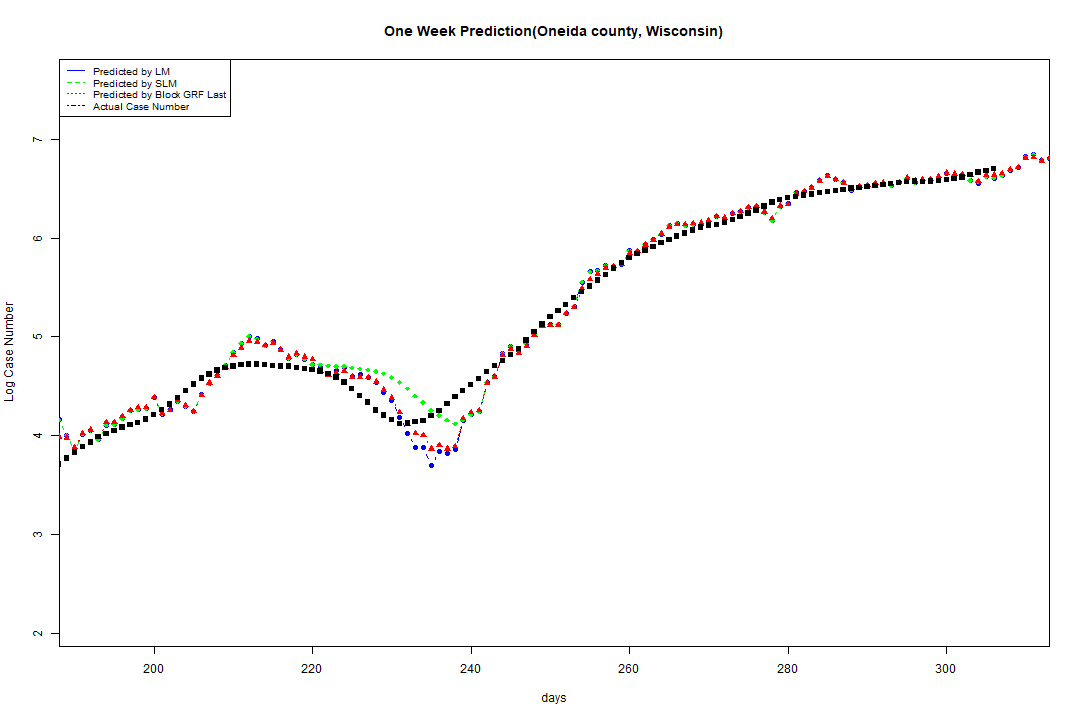 One Week Prediction(Oneida county, Wisconsin)
Predicted by LM
Predicted by SLM
Predicted by Block GRF Last
Actual Case Number
Log Case Number
7
6
5
4
3
2
200 220 240 260 280 300
days